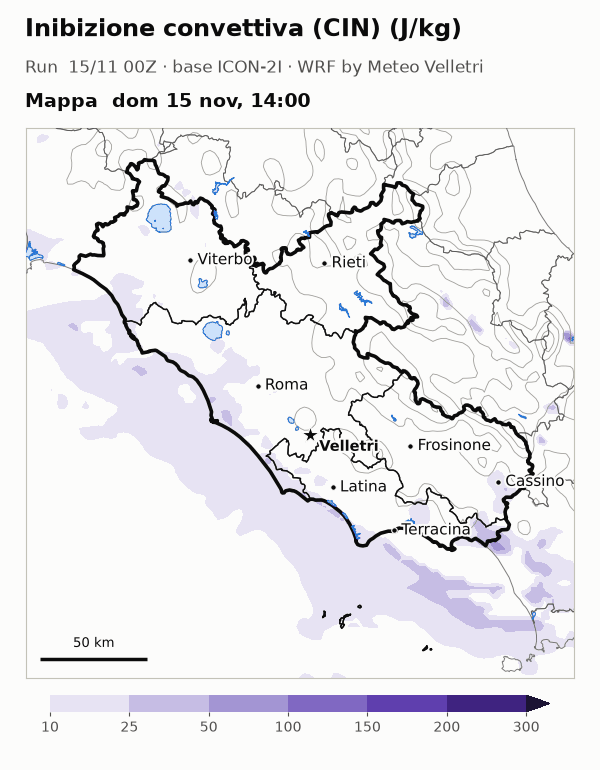 Inibizione convettiva (CIN) (J/kg)
Run  15/11 00Z · base ICON-2I · WRF by Meteo Velletri
Mappa  dom 15 nov, 14:00
Viterbo
Rieti
Roma
Velletri
Frosinone
Cassino
Latina
Terracina
50 km
10 25 50 100 150 200 300